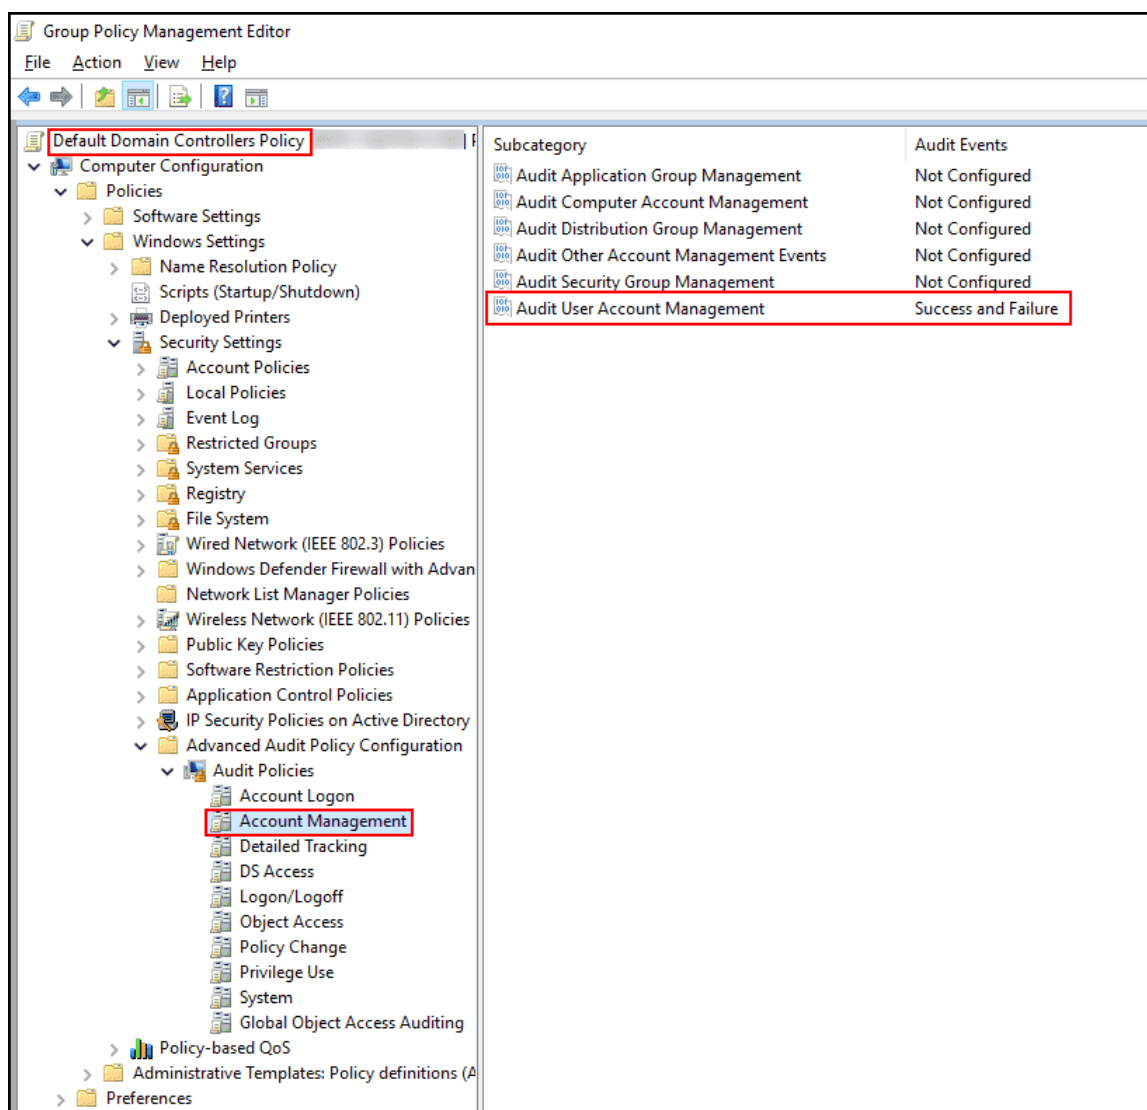 Group Policy Management Editor
File Action View Help
Default Domain Controllers Policy
Computer Configuration
Policies
Software Settings
Windows Settings
Name Resolution Policy
Scripts (Startup/Shutdown)
Deployed Printers
Security Settings
Account Policies
Local Policies
Event Log
Restricted Groups
System Services
Registry
File System
Wired Network (IEEE 802.3) Policies
Windows Defender Firewall with Advan
Network List Manager Policies
Wireless Network (IEEE 802.11) Policies
Public Key Policies
Software Restriction Policies
Application Control Policies
IP Security Policies on Active Directory
Advanced Audit Policy Configuration
Audit Policies
Account Logon
Account Management
Detailed Tracking
DS Access
Logon/Logoff
Object Access
Policy Change
Privilege Use
System
Global Object Access Auditing
Policy-based QoS
Administrative Templates: Policy definitions (A
Preferences
Subcategory Audit Events
Audit Application Group Management Not Configured
Audit Computer Account Management Not Configured
Audit Distribution Group Management Not Configured
Audit Other Account Management Events Not Configured
Audit Security Group Management Not Configured
Audit User Account Management Success and Failure